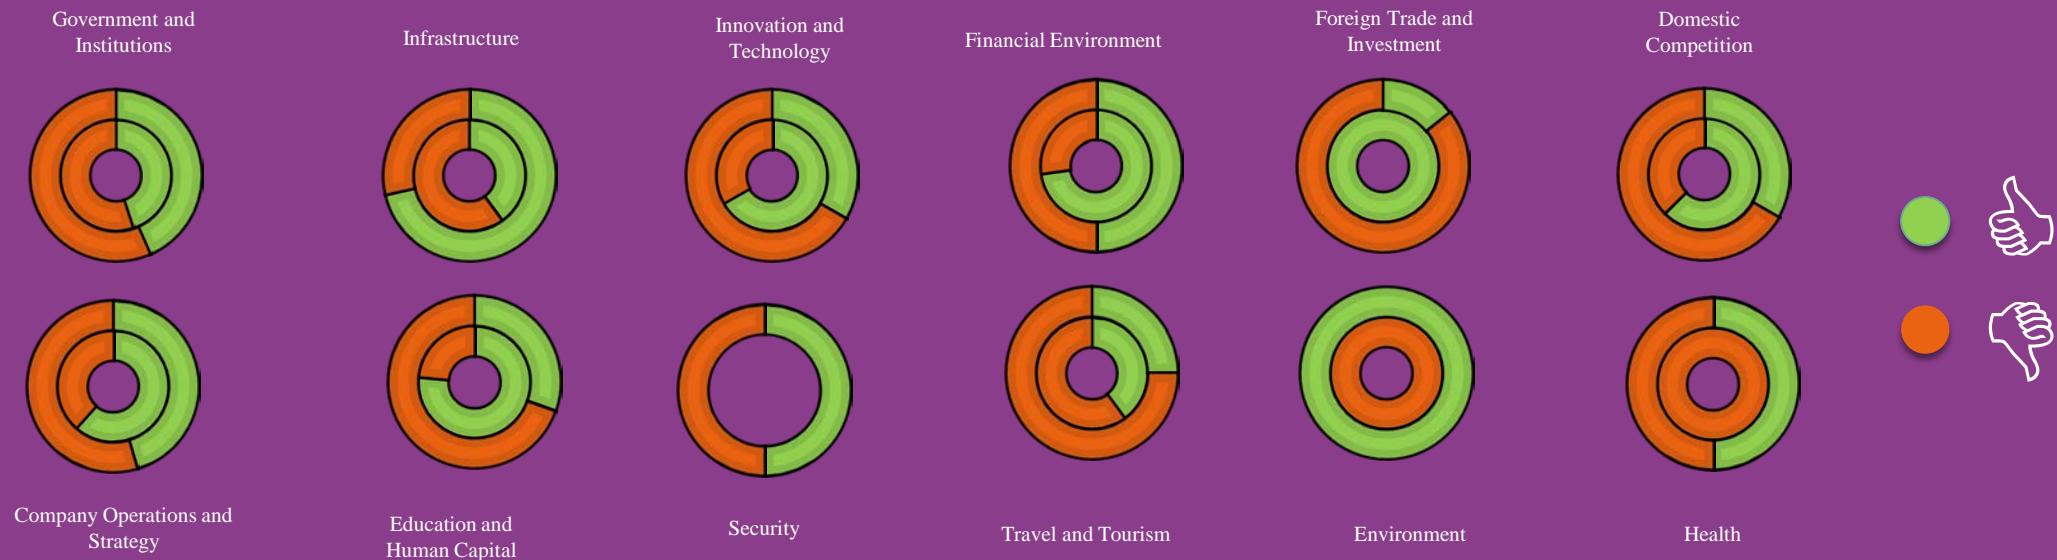 Government and
Institutions
Infrastructure
Innovation and
Technology
Financial Environment
Foreign Trade and
Investment
Domestic
Competition
Company Operations and
Strategy
Education and
Human Capital
Security
Travel and Tourism
Environment
Health